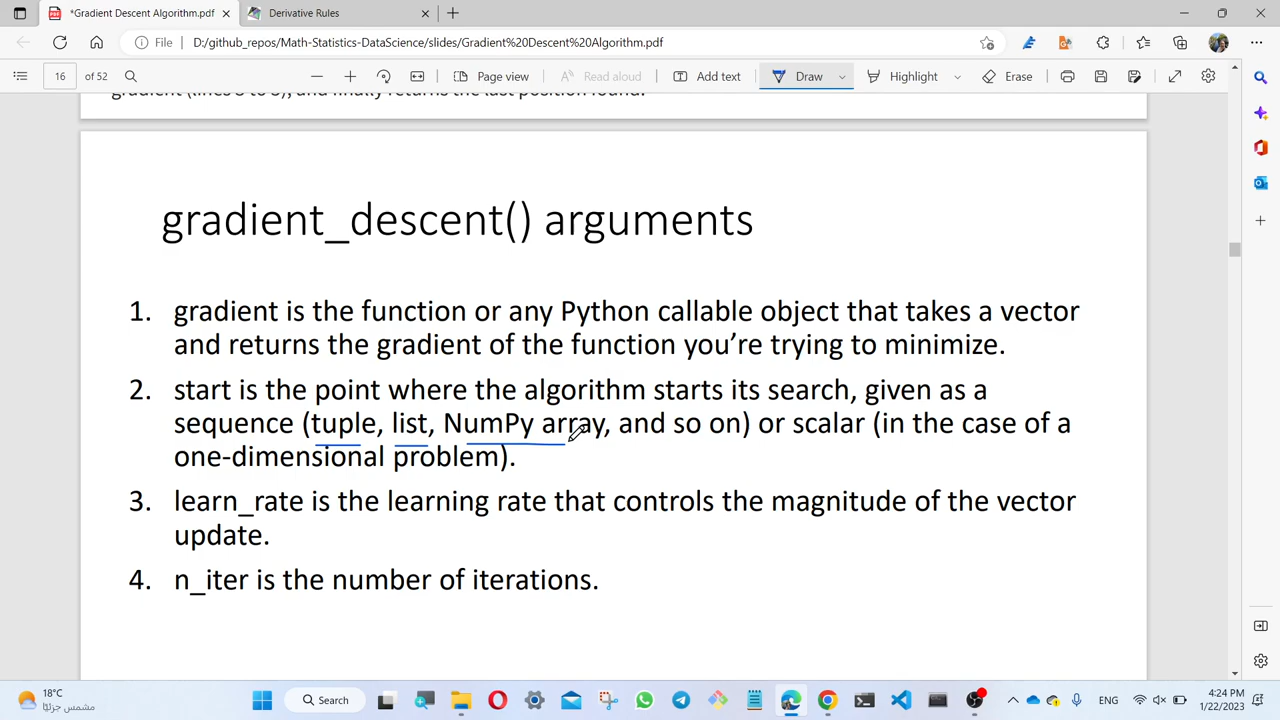 *Gradient Descent Algorithm.pdf
Derivative Rules
File
D:/github_repos/Math-Statistics-DataScience/slides/Gradient%20Descent%20Algorithm.pdf
16 of 52
Page view
Read aloud
Add text
Draw
Highlight
Erase
gradient_descent() arguments
1. gradient is the function or any Python callable object that takes a vector
and returns the gradient of the function you’re trying to minimize.
2. start is the point where the algorithm starts its search, given as a
sequence (tuple, list, NumPy array, and so on) or scalar (in the case of a
one-dimensional problem).
3. learn_rate is the learning rate that controls the magnitude of the vector
update.
4. n_iter is the number of iterations.
18°C
Search
ENG
4:24 PM
1/22/2023